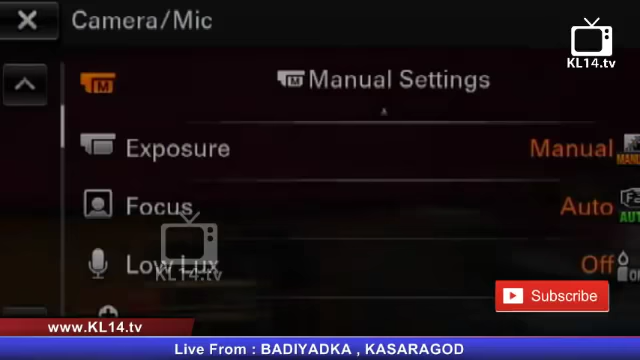 Camera/Mic
KL14.tv
Manual Settings
Exposure
Manual
Focus
Auto
KL14.tv
Low Lux
Off
Subscribe
www.KL14.tv
Live From : BADIYADKA , KASARAGOD